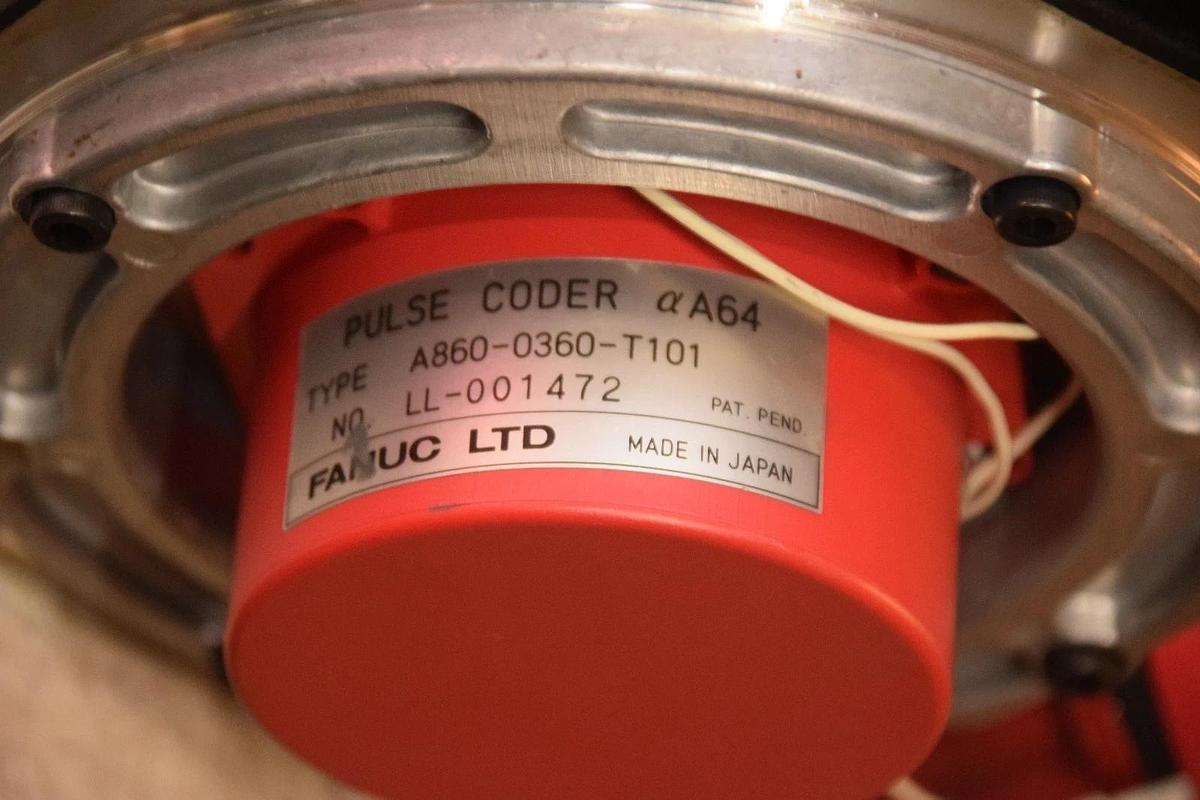 PULSE CODER αA64
TYPE A860-0360-T101
NO. LL-001472 PAT. PEND.
FANUC LTD MADE IN JAPAN